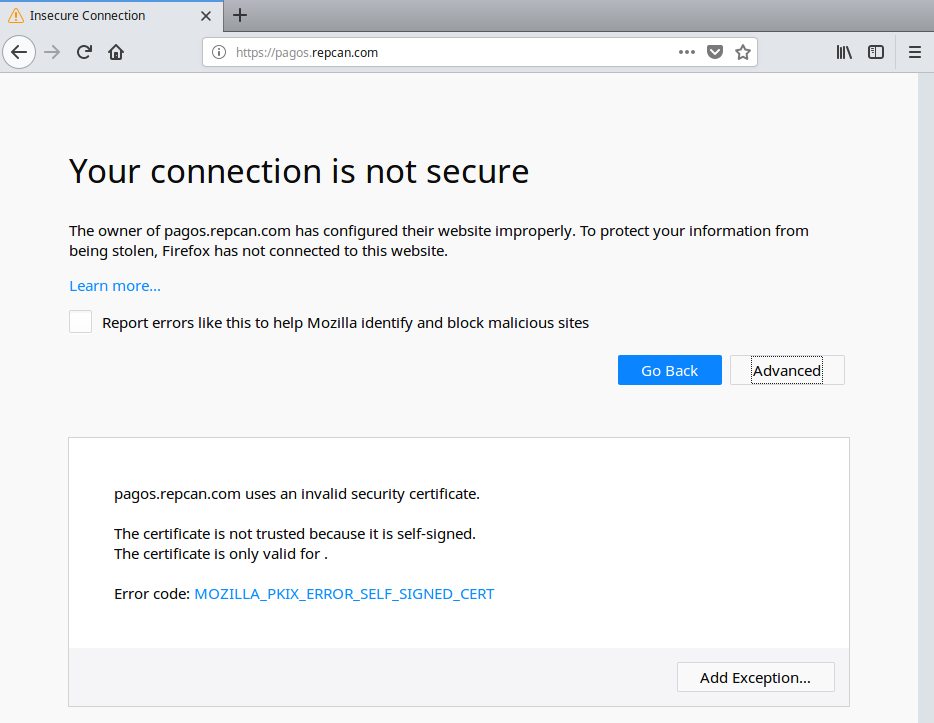 Insecure Connection
https://pagos.repcan.com
Your connection is not secure
The owner of pagos.repcan.com has configured their website improperly. To protect your information from
being stolen, Firefox has not connected to this website.
Learn more...
Report errors like this to help Mozilla identify and block malicious sites
Go Back
Advanced
pagos.repcan.com uses an invalid security certificate.
The certificate is not trusted because it is self-signed.
The certificate is only valid for .
Error code: MOZILLA_PKIX_ERROR_SELF_SIGNED_CERT
Add Exception...